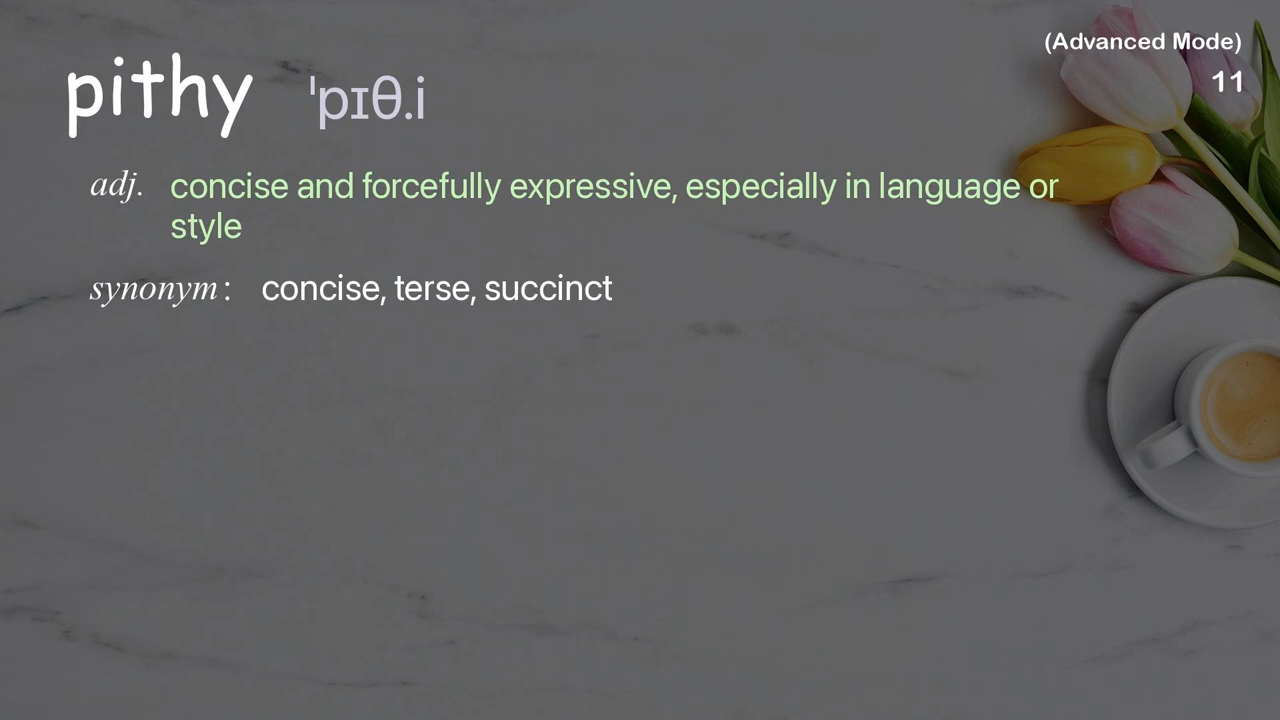 (Advanced Mode)
11
pithy ˈpɪθ.i
adj. concise and forcefully expressive, especially in language or
style
synonym: concise, terse, succinct